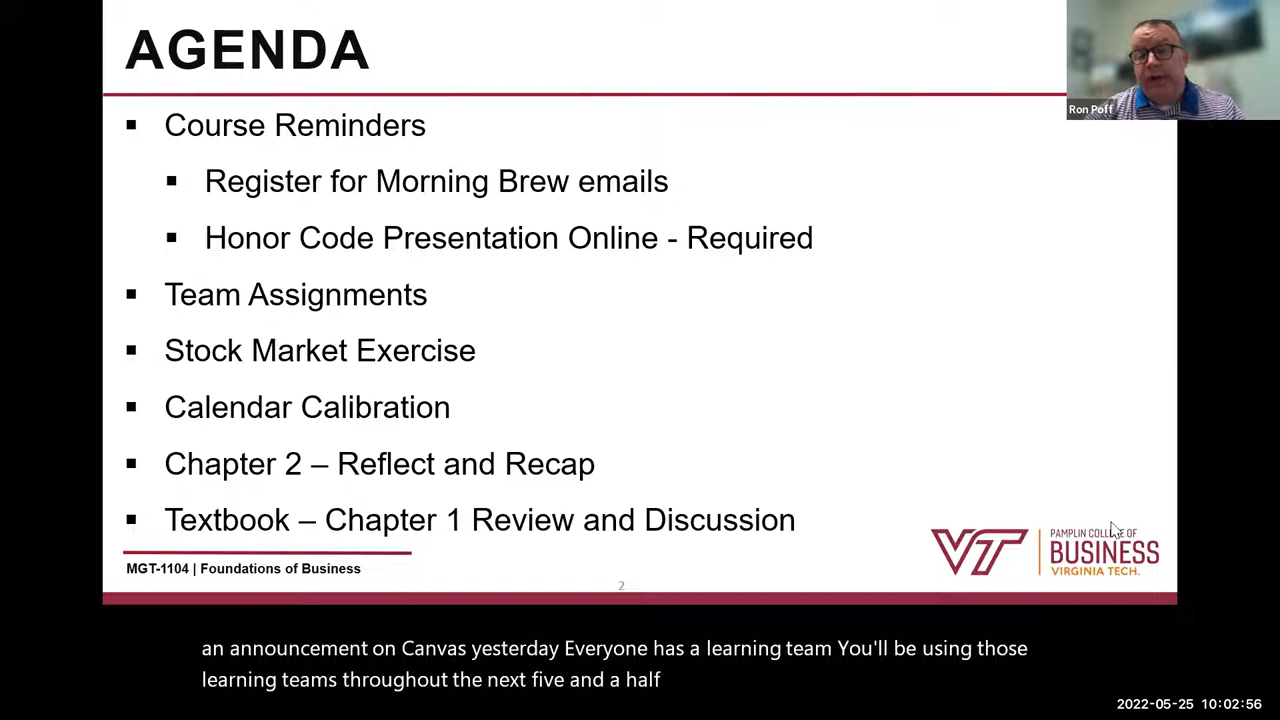 AGENDA
Ron Poff
▪ Course Reminders
▪ Register for Morning Brew emails
▪ Honor Code Presentation Online - Required
▪ Team Assignments
▪ Stock Market Exercise
▪ Calendar Calibration
▪ Chapter 2 – Reflect and Recap
▪ Textbook – Chapter 1 Review and Discussion
MGT-1104 | Foundations of Business
2
VT
PAMPLIN COLLEGE OF
BUSINESS
VIRGINIA TECH.
an announcement on Canvas yesterday Everyone has a learning team You'll be using those
learning teams throughout the next five and a half
2022-05-25 10:02:56